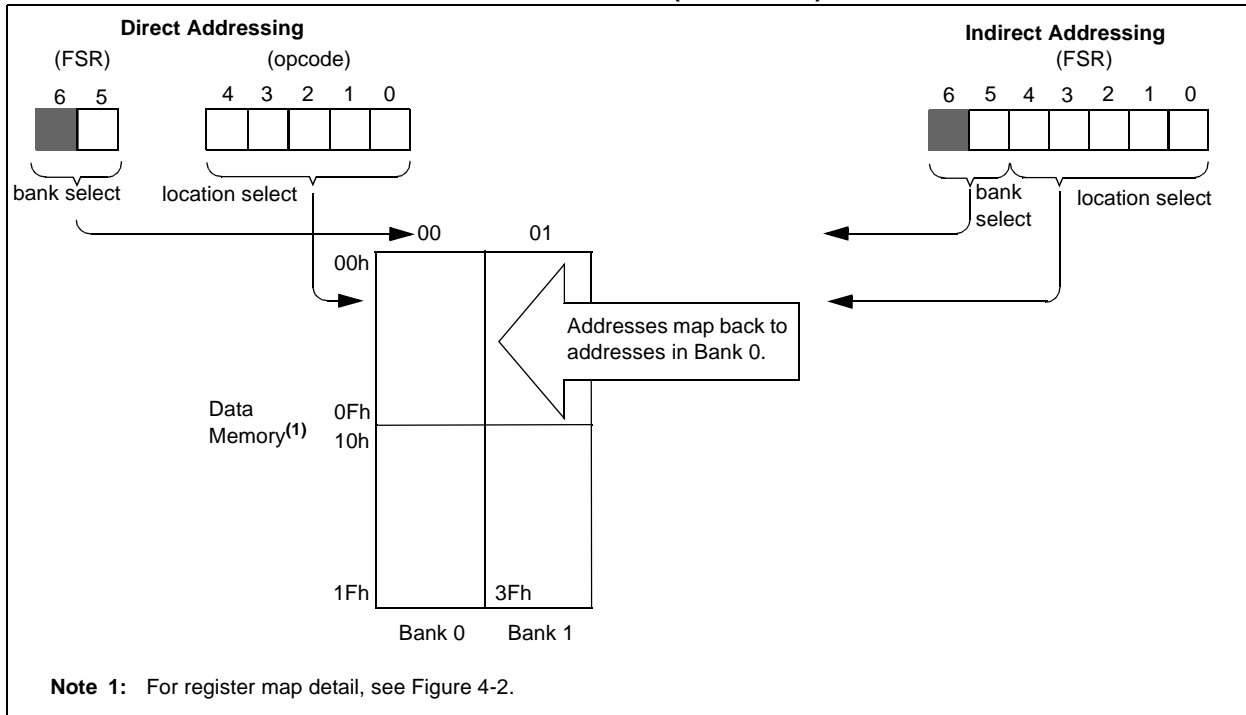 Direct Addressing
(FSR) (opcode)
6 5 4 3 2 1 0
bank select location select
Indirect Addressing
(FSR)
6 5 4 3 2 1 0
bank
select
location select
00 01
00h
Addresses map back to
addresses in Bank 0.
Data
Memory(1)
0Fh
10h
1Fh 3Fh
Bank 0 Bank 1
Note 1: For register map detail, see Figure 4-2.